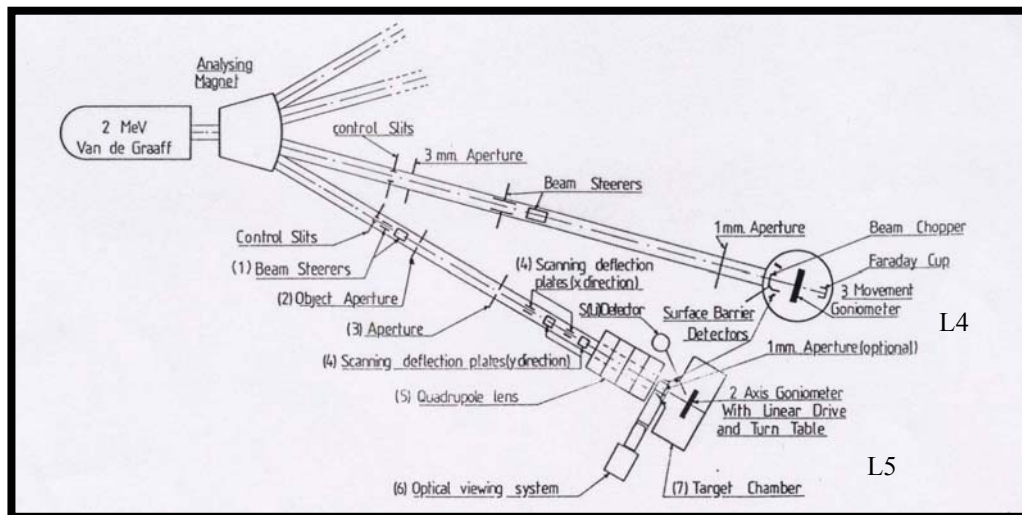 Analysing
Magnet
2 MeV
Van de Graaff
control Slits
3 mm. Aperture
Beam Steerers
1mm. Aperture
Beam Chopper
Faraday Cup
3 Movement
Goniometer
L4
Control Slits
(1) Beam Steerers
(2) Object Aperture
(3) Aperture
(4) Scanning deflection
plates(x direction)
S(Li)Detector
Surface Barrier
Detectors
1mm. Aperture(optional)
(4) Scanning deflection plates(y direction)
(5) Quadrupole lens
2 Axis Goniometer
With Linear Drive
and Turn Table
L5
(6) Optical viewing system
(7) Target Chamber